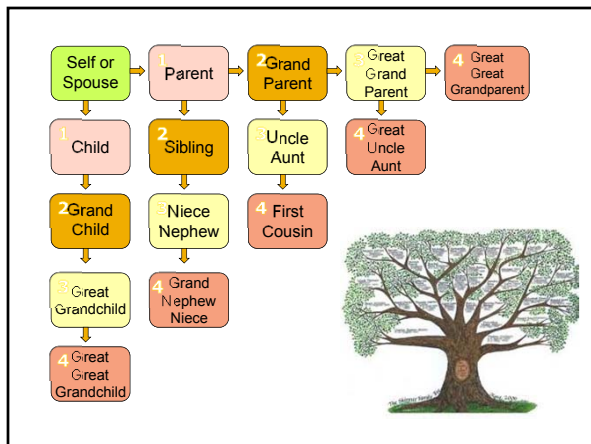 Self or
Spouse
1
Parent
2
Grand
Parent
3
Great
Grand
Parent
4
Great
Great
Grandparent
1
Child
2
Sibling
3
Uncle
Aunt
4
Great
Uncle
Aunt
2
Grand
Child
3
Niece
Nephew
4
First
Cousin
3
Great
Grandchild
4
Grand
Nephew
Niece
4
Great
Great
Grandchild